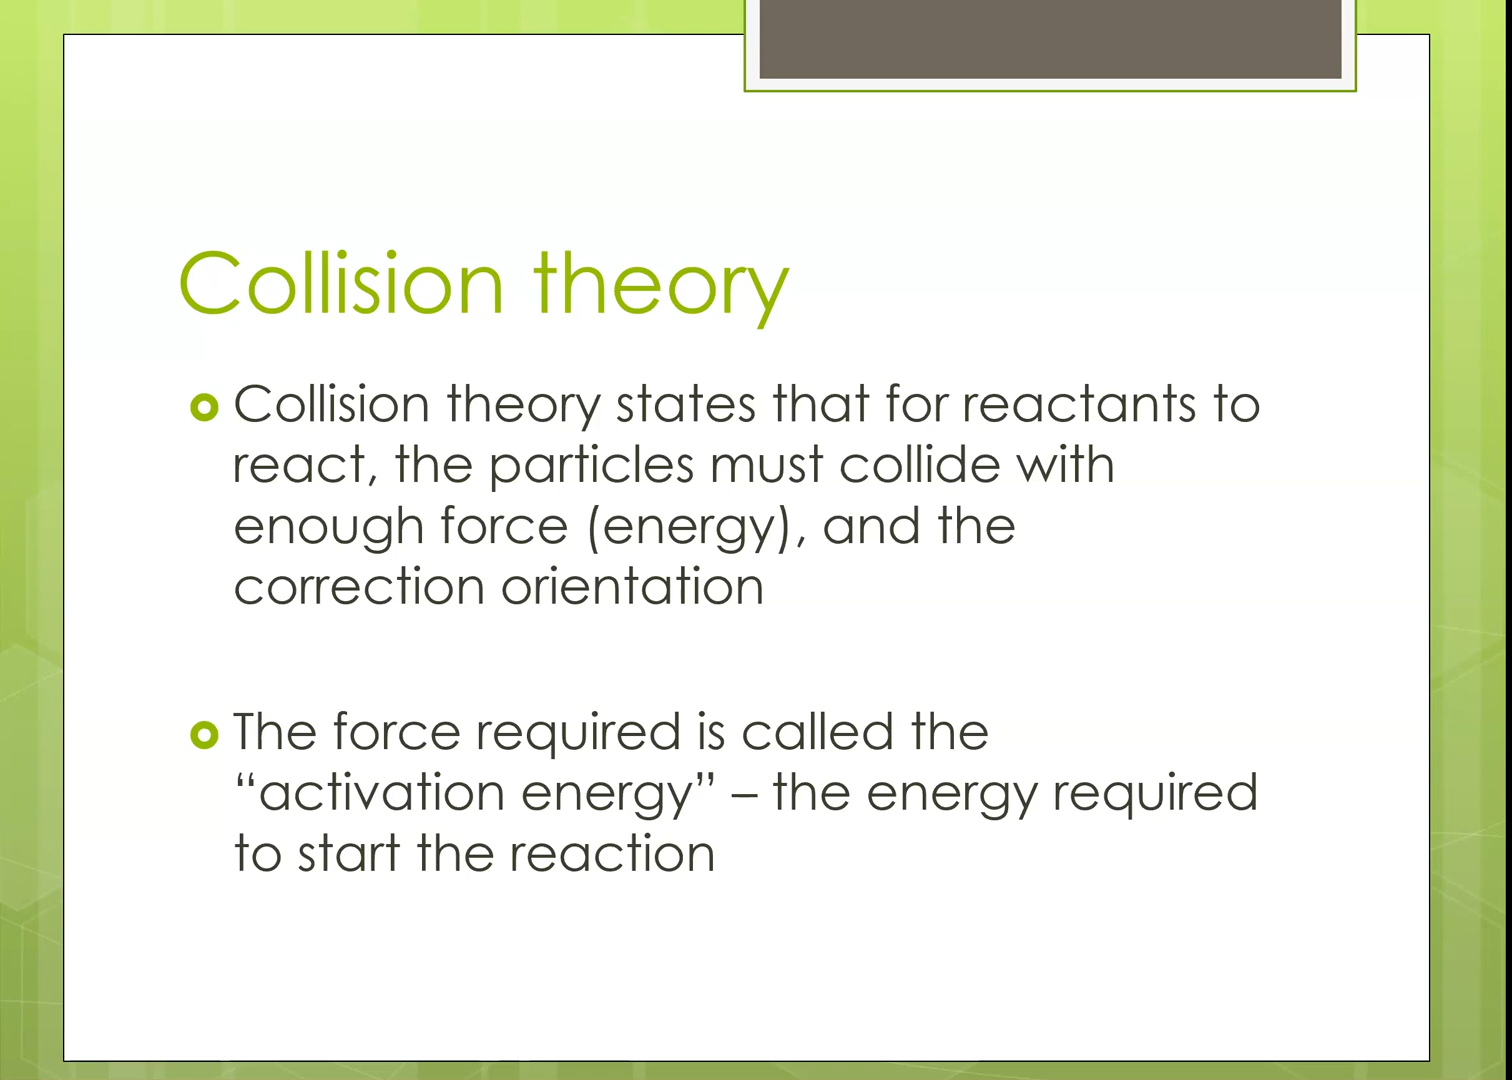 Collision theory
Collision theory states that for reactants to
react, the particles must collide with
enough force (energy), and the
correction orientation
The force required is called the
“activation energy” – the energy required
to start the reaction